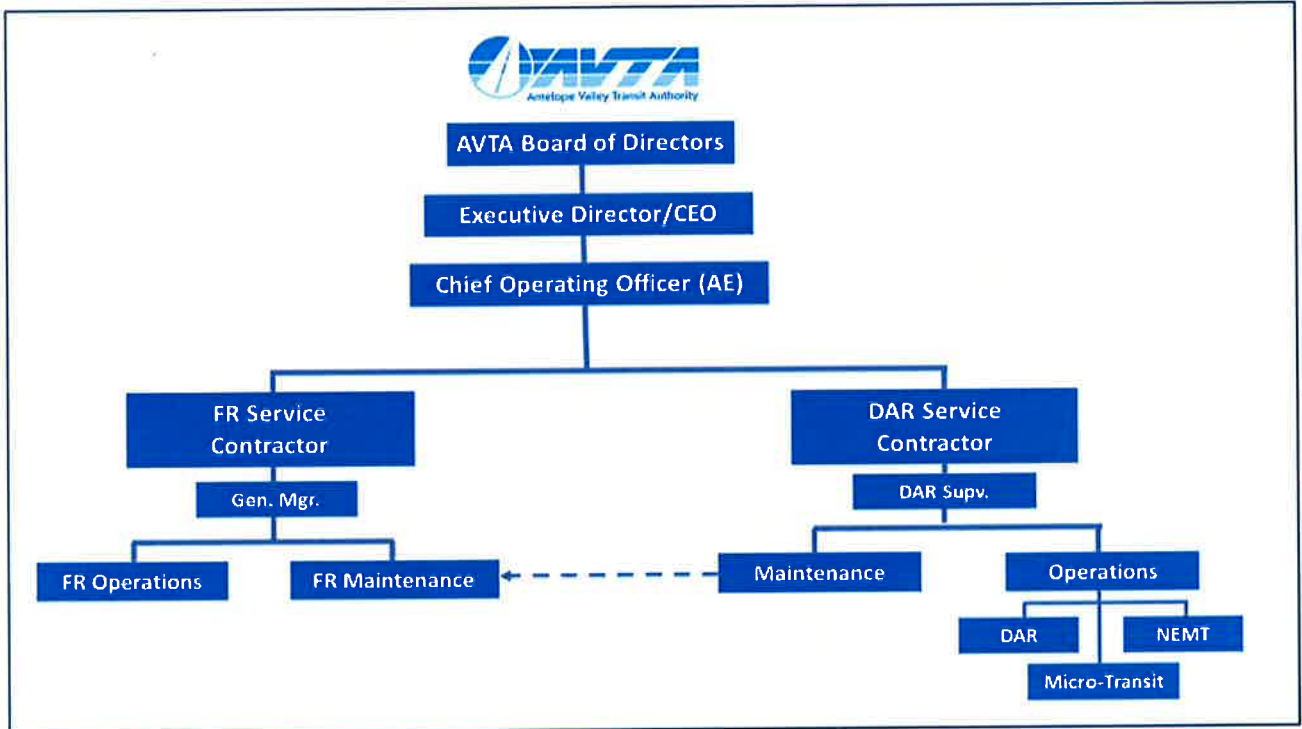 AVTA
Antelope Valley Transit Authority
AVTA Board of Directors
Executive Director/CEO
Chief Operating Officer (AE)
FR Service
Contractor
DAR Service
Contractor
Gen. Mgr.
DAR Supv.
FR Operations
FR Maintenance
Maintenance
Operations
DAR
NEMT
Micro-Transit